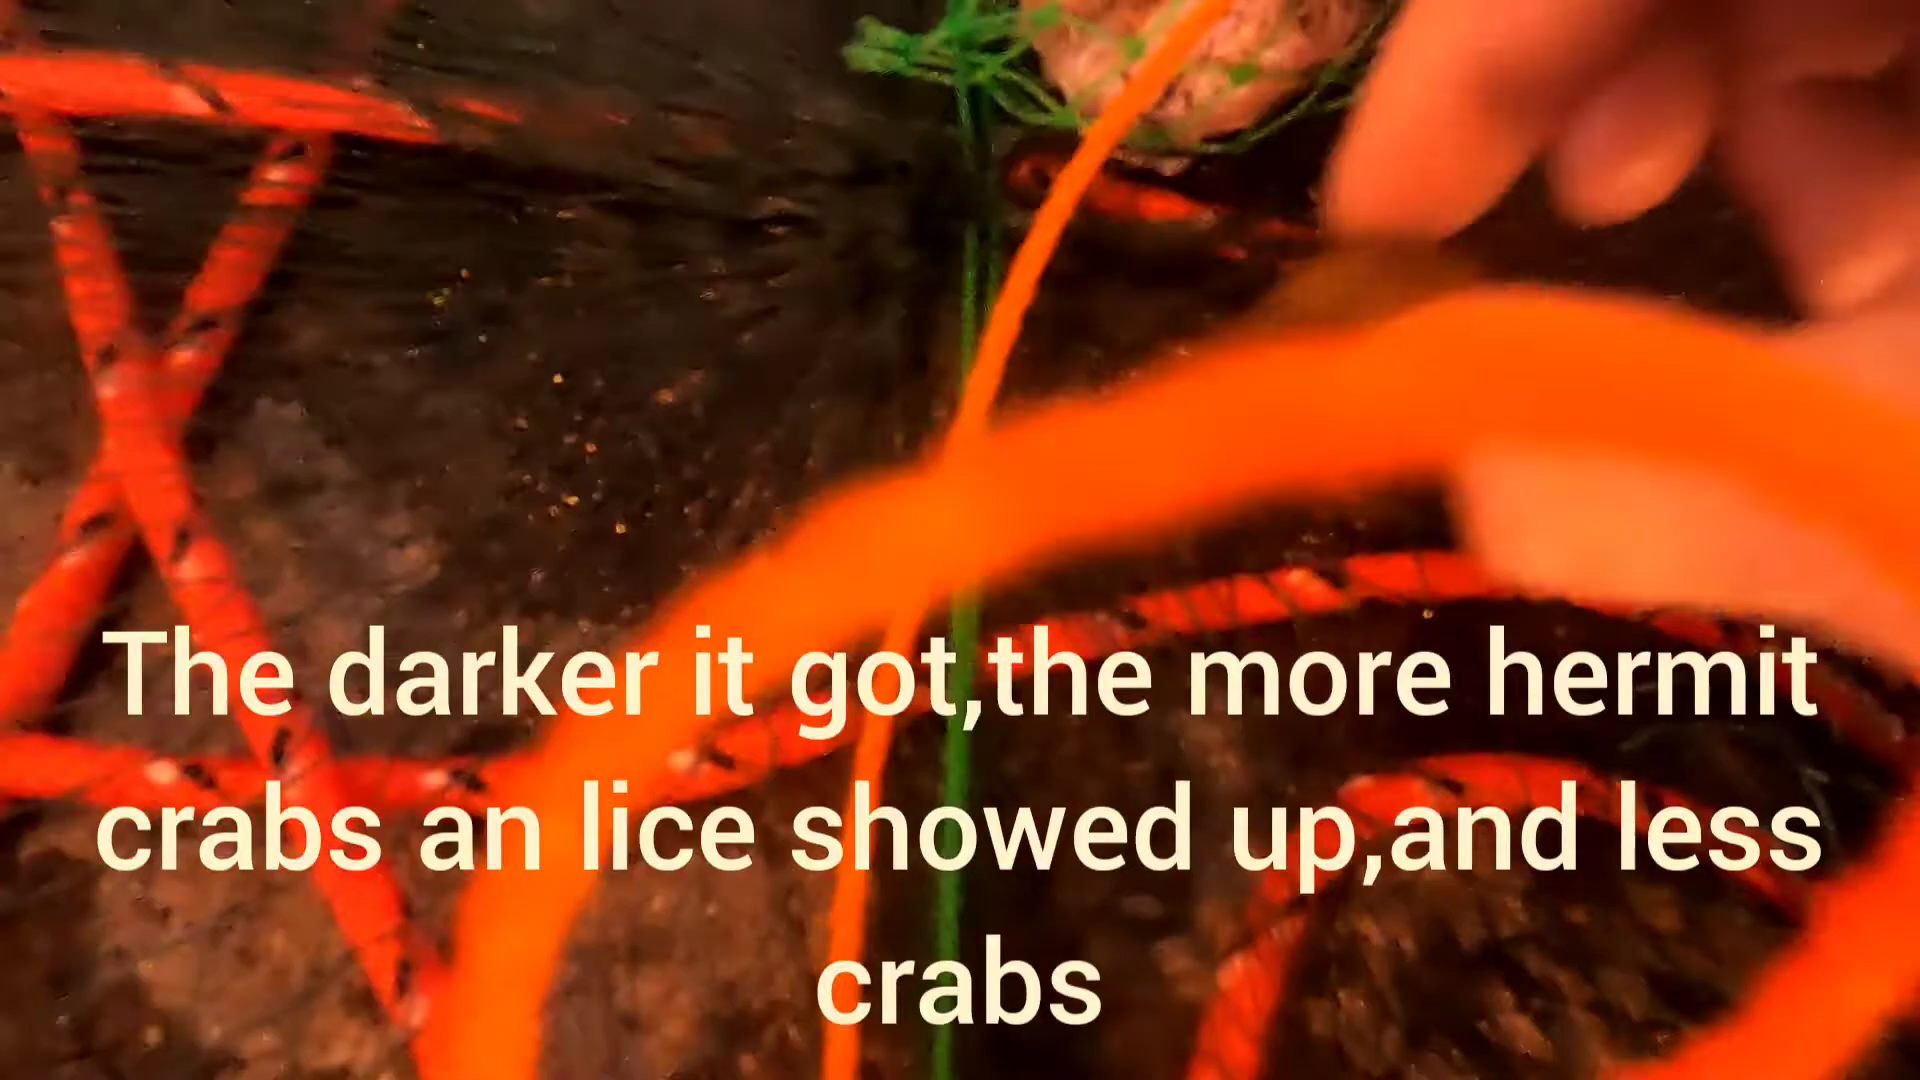 The darker it got,the more hermit
crabs an lice showed up,and less
crabs